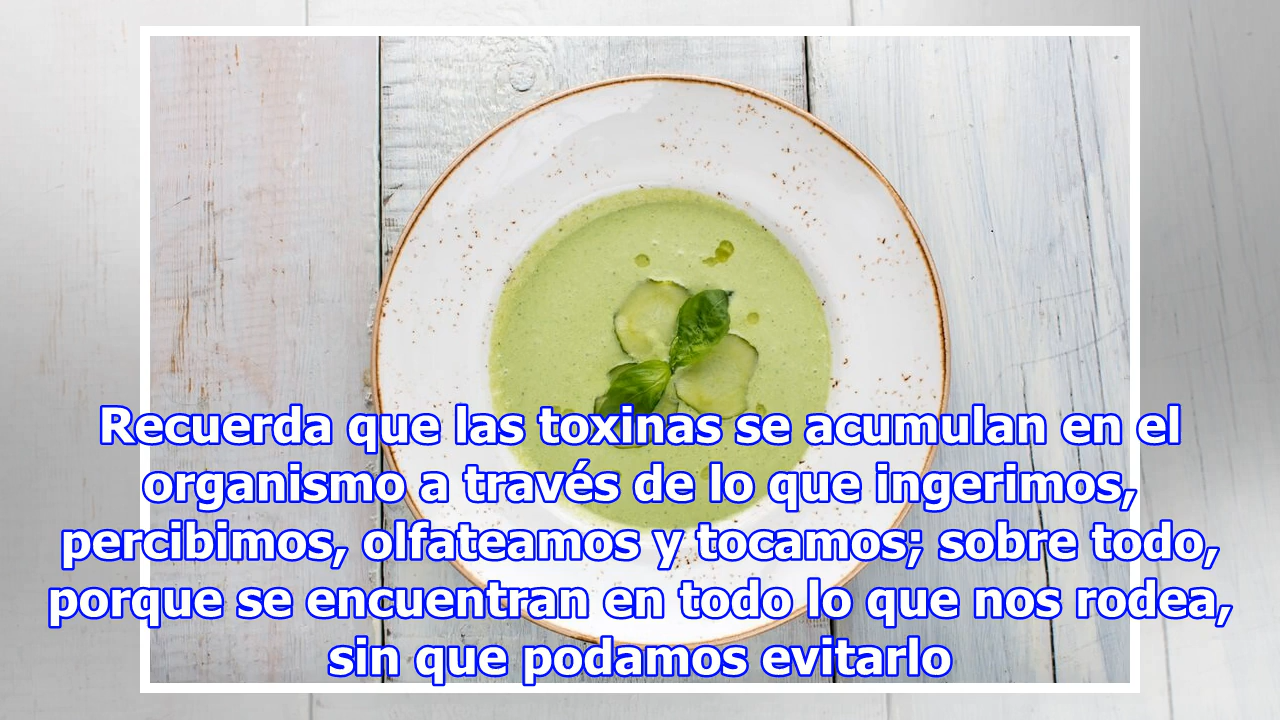 Recuerda que las toxinas se acumulan en el
organismo a través de lo que ingerimos,
percibimos, olfateamos y tocamos; sobre todo,
porque se encuentran en todo lo que nos rodea,
sin que podamos evitarlo